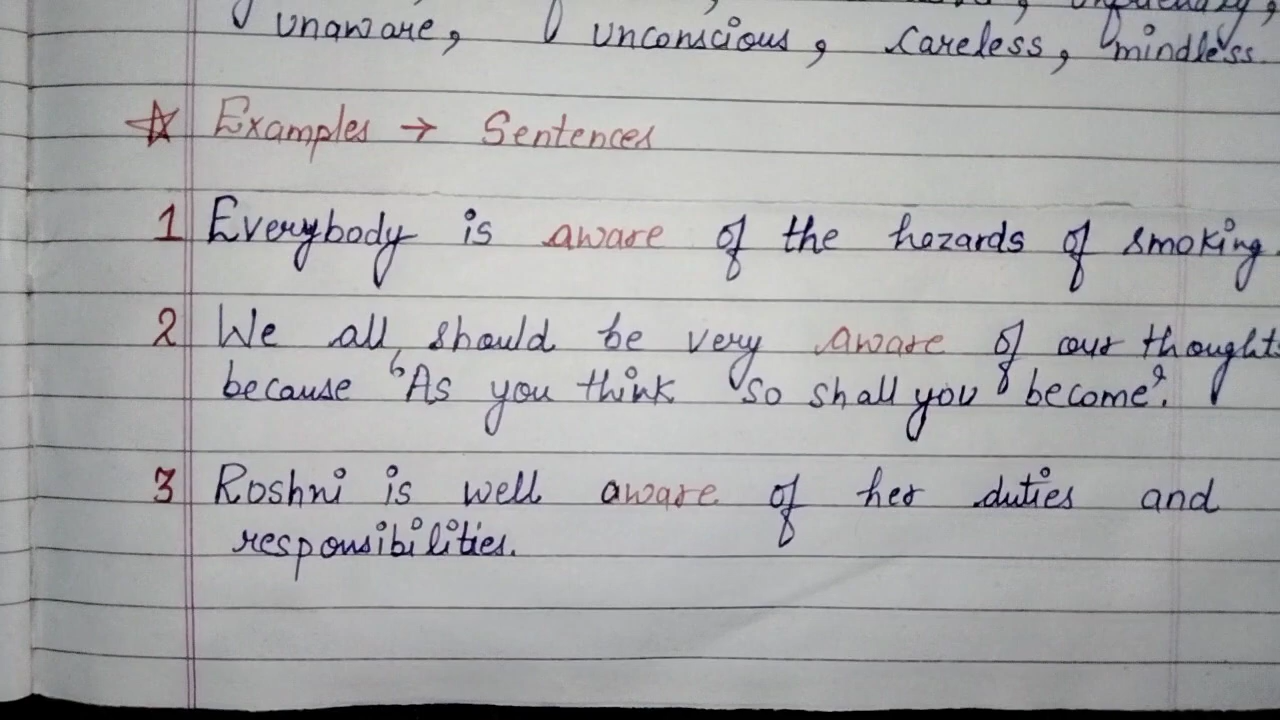 unaware, unconscious, careless, mindless
☆ Examples → Sentences
1 Everybody is aware of the hazards of smoking.
2 We all, should be very aware of our thoughts
because 'As you think so shall you become'.
3 Roshni is well aware of her duties and
responsibilities.